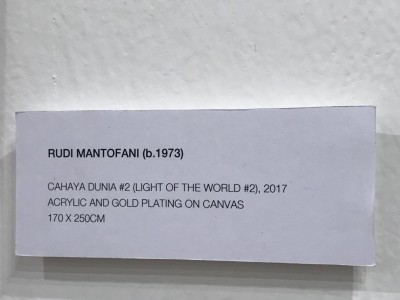 RUDI MANTOFANI (b.1973)
CAHAYA DUNIA #2 (LIGHT OF THE WORLD #2), 2017
ACRYLIC AND GOLD PLATING ON CANVAS
170 X 250CM